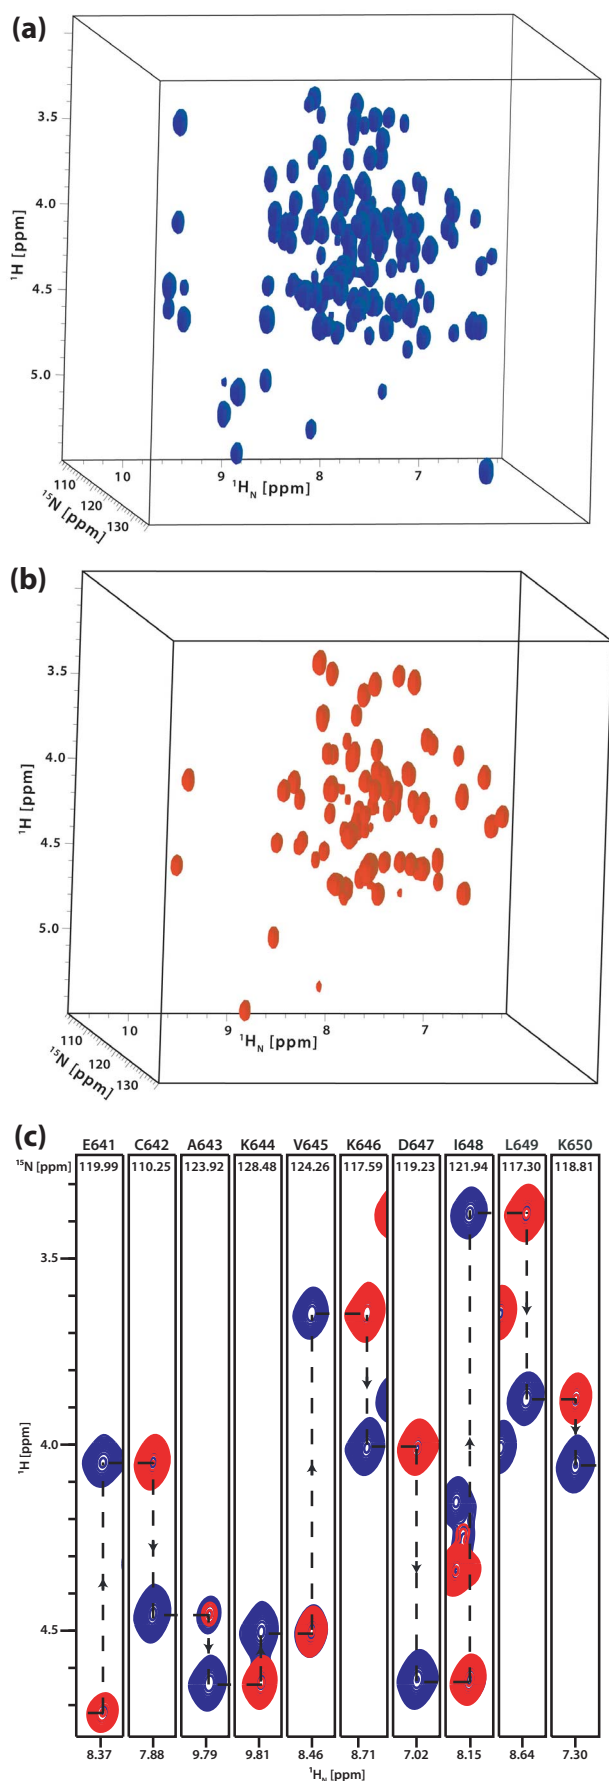 (a)
3.5
4.0
4.5
5.0
¹H [ppm]
110
120
130
¹⁵N [ppm]
10
9
8
7
¹H_N [ppm]
(b)
3.5
4.0
4.5
5.0
¹H [ppm]
110
120
130
¹⁵N [ppm]
10
9
8
7
¹H_N [ppm]
(c)
E641 C642 A643 K644 V645 K646 D647 I648 L649 K650
¹⁵N [ppm] 119.99 110.25 123.92 128.48 124.26 117.59 119.23 121.94 117.30 118.81
3.5
4.0
4.5
¹H [ppm]
8.37 7.88 9.79 9.81 8.46 8.71 7.02 8.15 8.64 7.30
¹H_N [ppm]